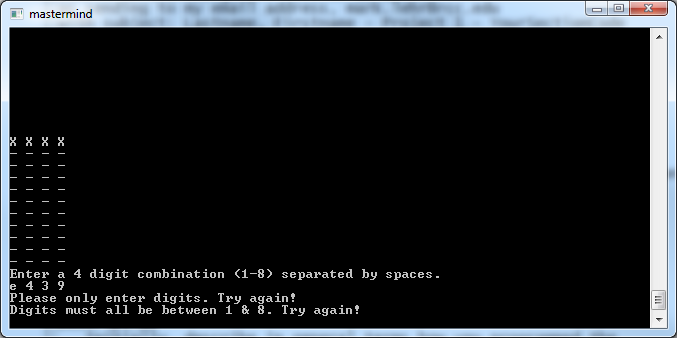 mastermind
X X X X
- - - -
- - - -
- - - -
- - - -
- - - -
- - - -
- - - -
- - - -
- - - -
- - - -
Enter a 4 digit combination (1-8) separated by spaces.
e 4 3 9
Please only enter digits. Try again!
Digits must all be between 1 & 8. Try again!